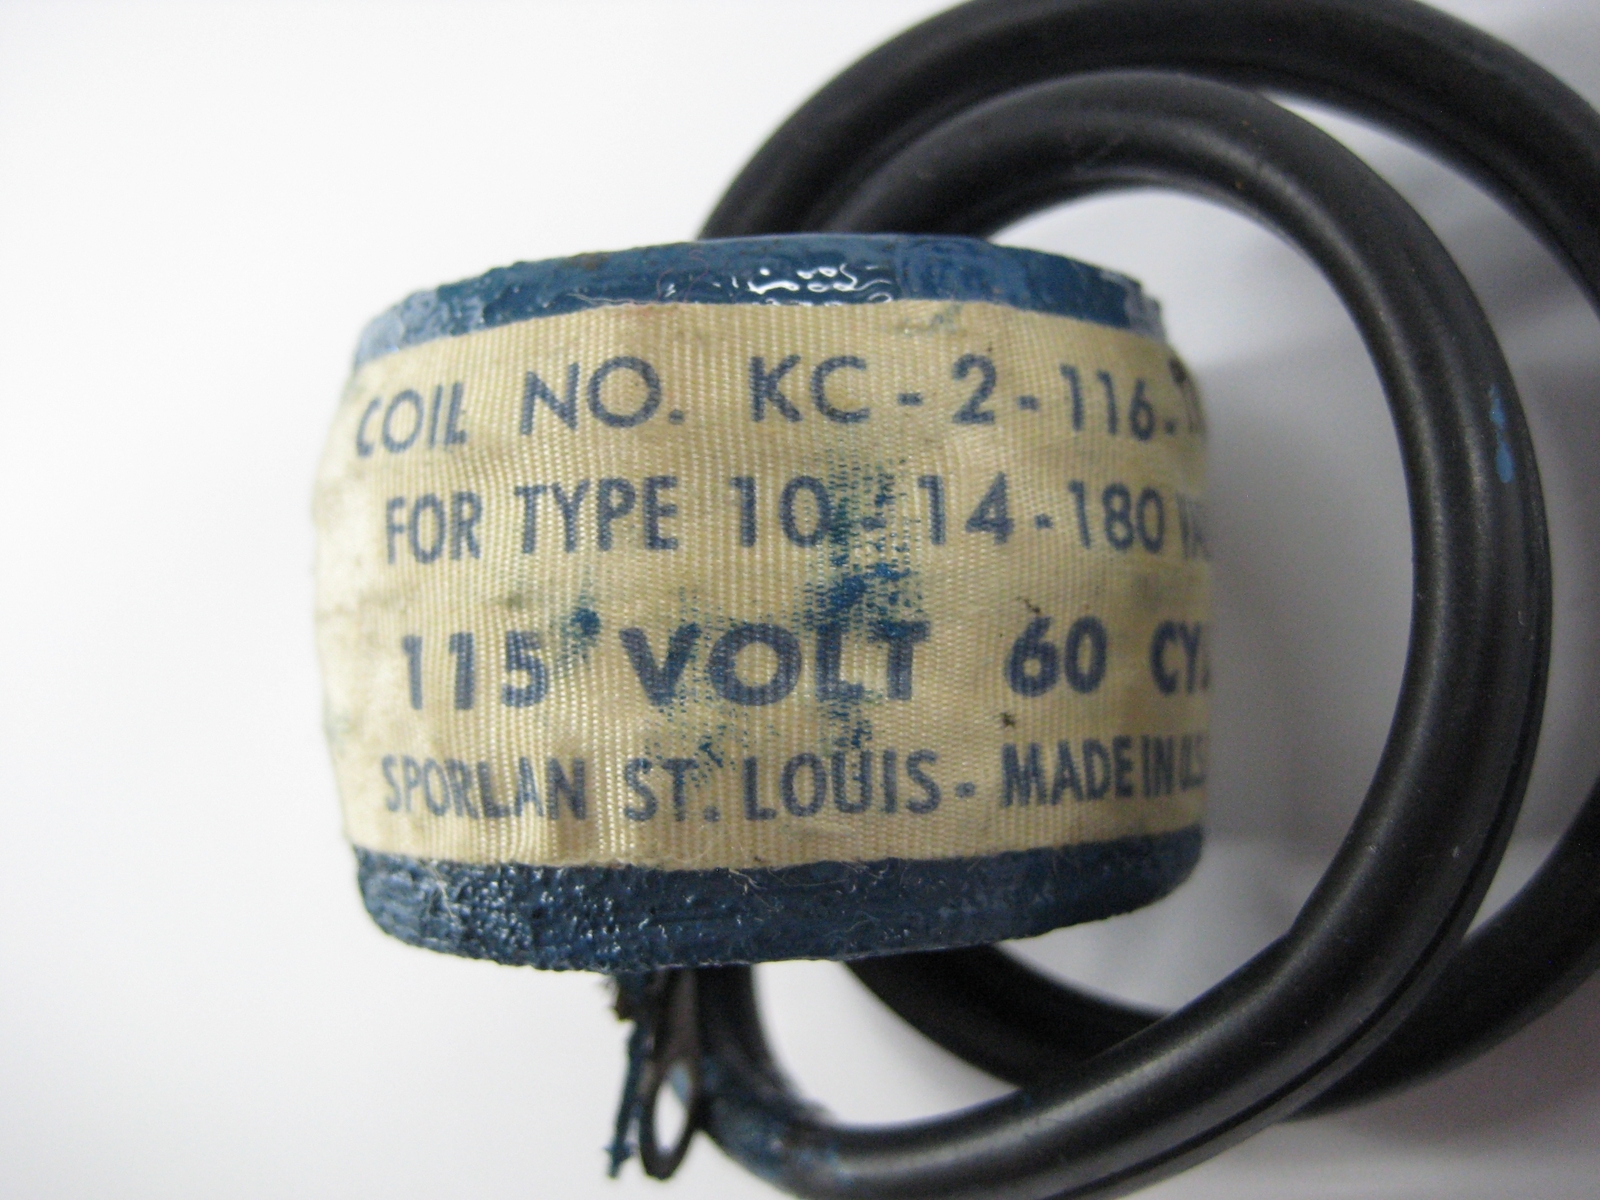 COIL NO. KC-2-116-
FOR TYPE 10 - 14 - 180
115 VOLT 60 CY.
SPORLAN ST. LOUIS - MADE IN U.S.